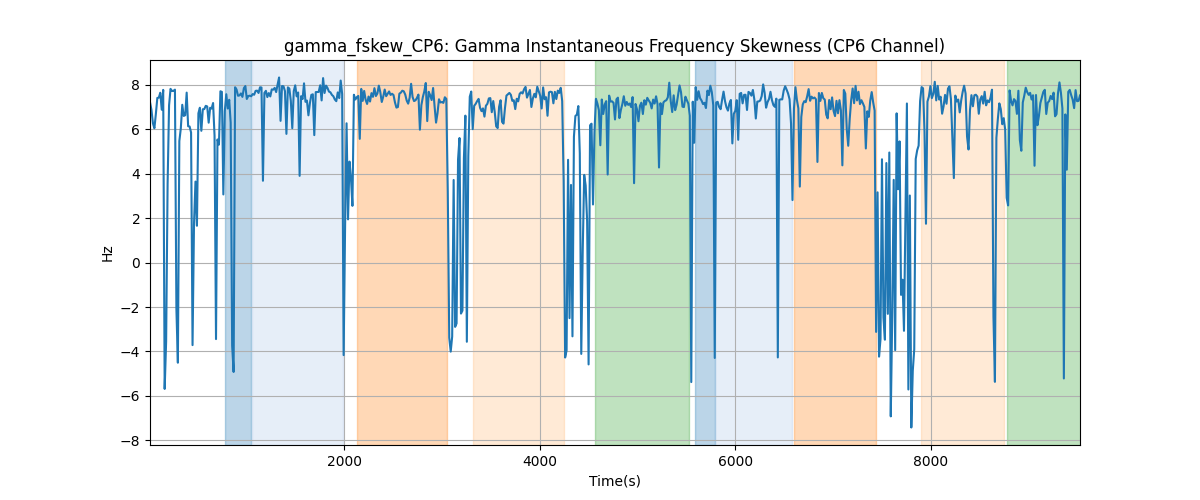 gamma_fskew_CP6: Gamma Instantaneous Frequency Skewness (CP6 Channel)
8
6
4
2
0
−2
−4
−6
−8
Hz
2000 4000 6000 8000
Time(s)